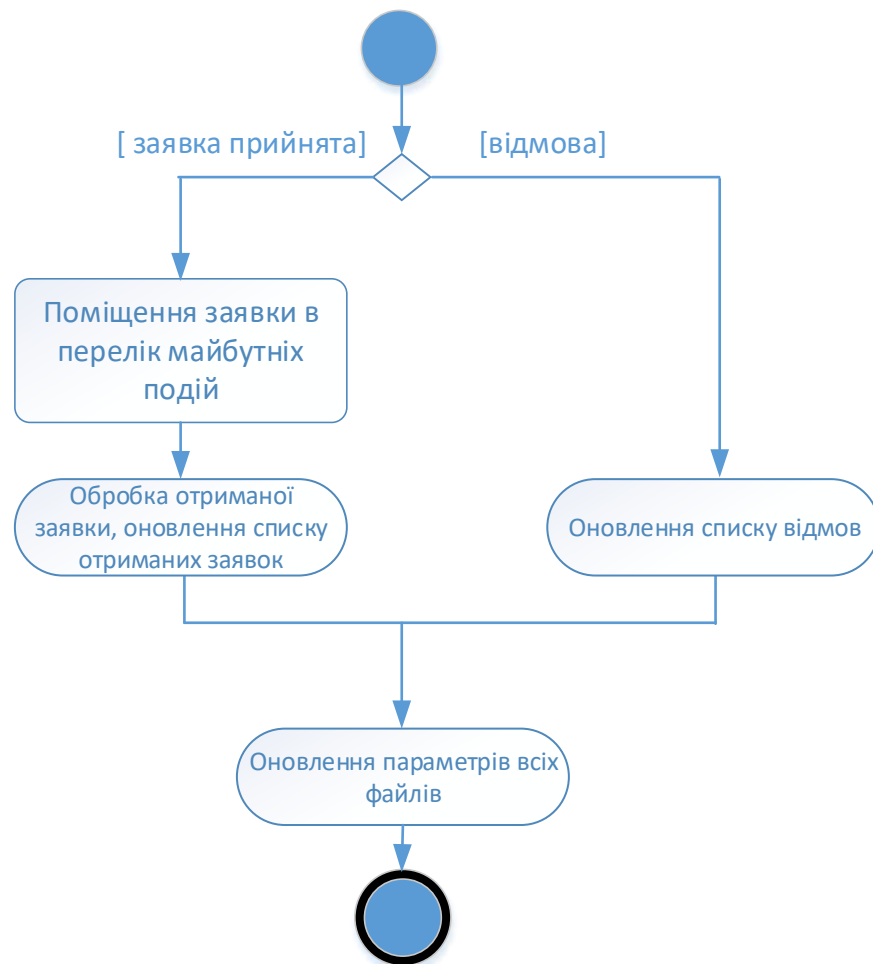 [ заявка прийнята]
[відмова]
Поміщення заявки в
перелік майбутніх
подій
Обробка отриманої
заявки, оновлення списку
отриманих заявок
Оновлення списку відмов
Оновлення параметрів всіх
файлів